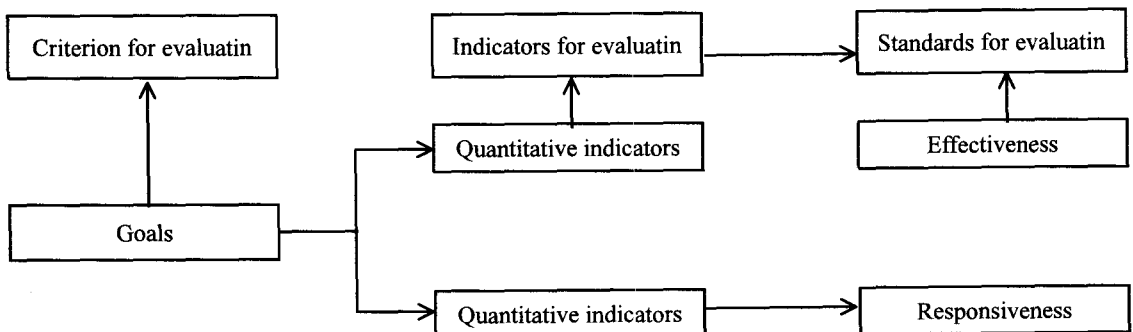 Criterion for evaluatin
Indicators for evaluatin
Standards for evaluatin
Quantitative indicators
Effectiveness
Goals
Quantitative indicators
Responsiveness